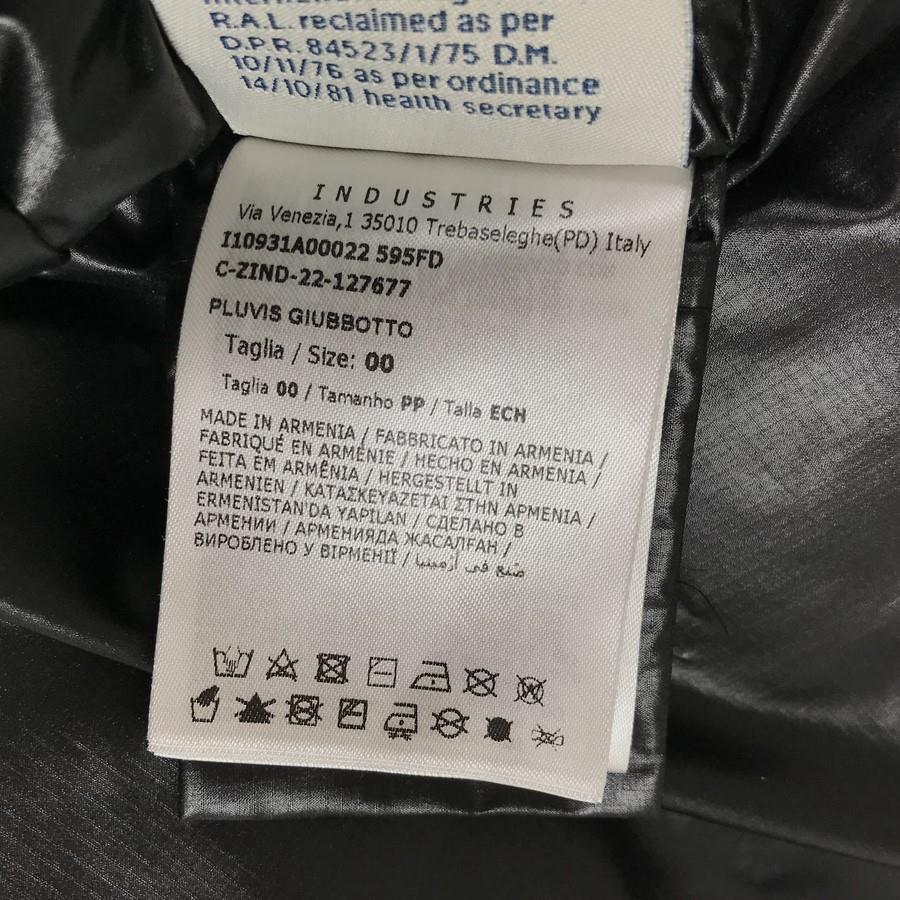 R.A.L. reclaimed as per
D.P.R. 84523/1/75 D.M.
10/11/76 as per ordinance
14/10/81 health secretary
INDUSTRIES
Via Venezia,1 35010 Trebaseleghe(PD) Italy
I10931A00022 595FD
C-ZIND-22-127677
PLUVIS GIUBBOTTO
Taglia / Size: 00
Taglia 00 / Tamanho PP / Talla ECH
MADE IN ARMENIA / FABBRICATO IN ARMENIA /
FABRIQUÉ EN ARMÉNIE / HECHO EN ARMENIA /
FEITA EM ARMÊNIA / HERGESTELLT IN
ARMENIEN / ΚΑΤΑΣΚΕΥΑΖΕΤΑΙ ΣΤΗΝ ΑΡΜΕΝΙΑ /
ERMENİSTAN'DA YAPILAN / СДЕЛАНО В
АРМЕНИИ / АРМЕНИЯДА ЖАСАЛҒАН /
ВИРОБЛЕНО У ВІРМЕНІЇ / صنع في أرمينيا